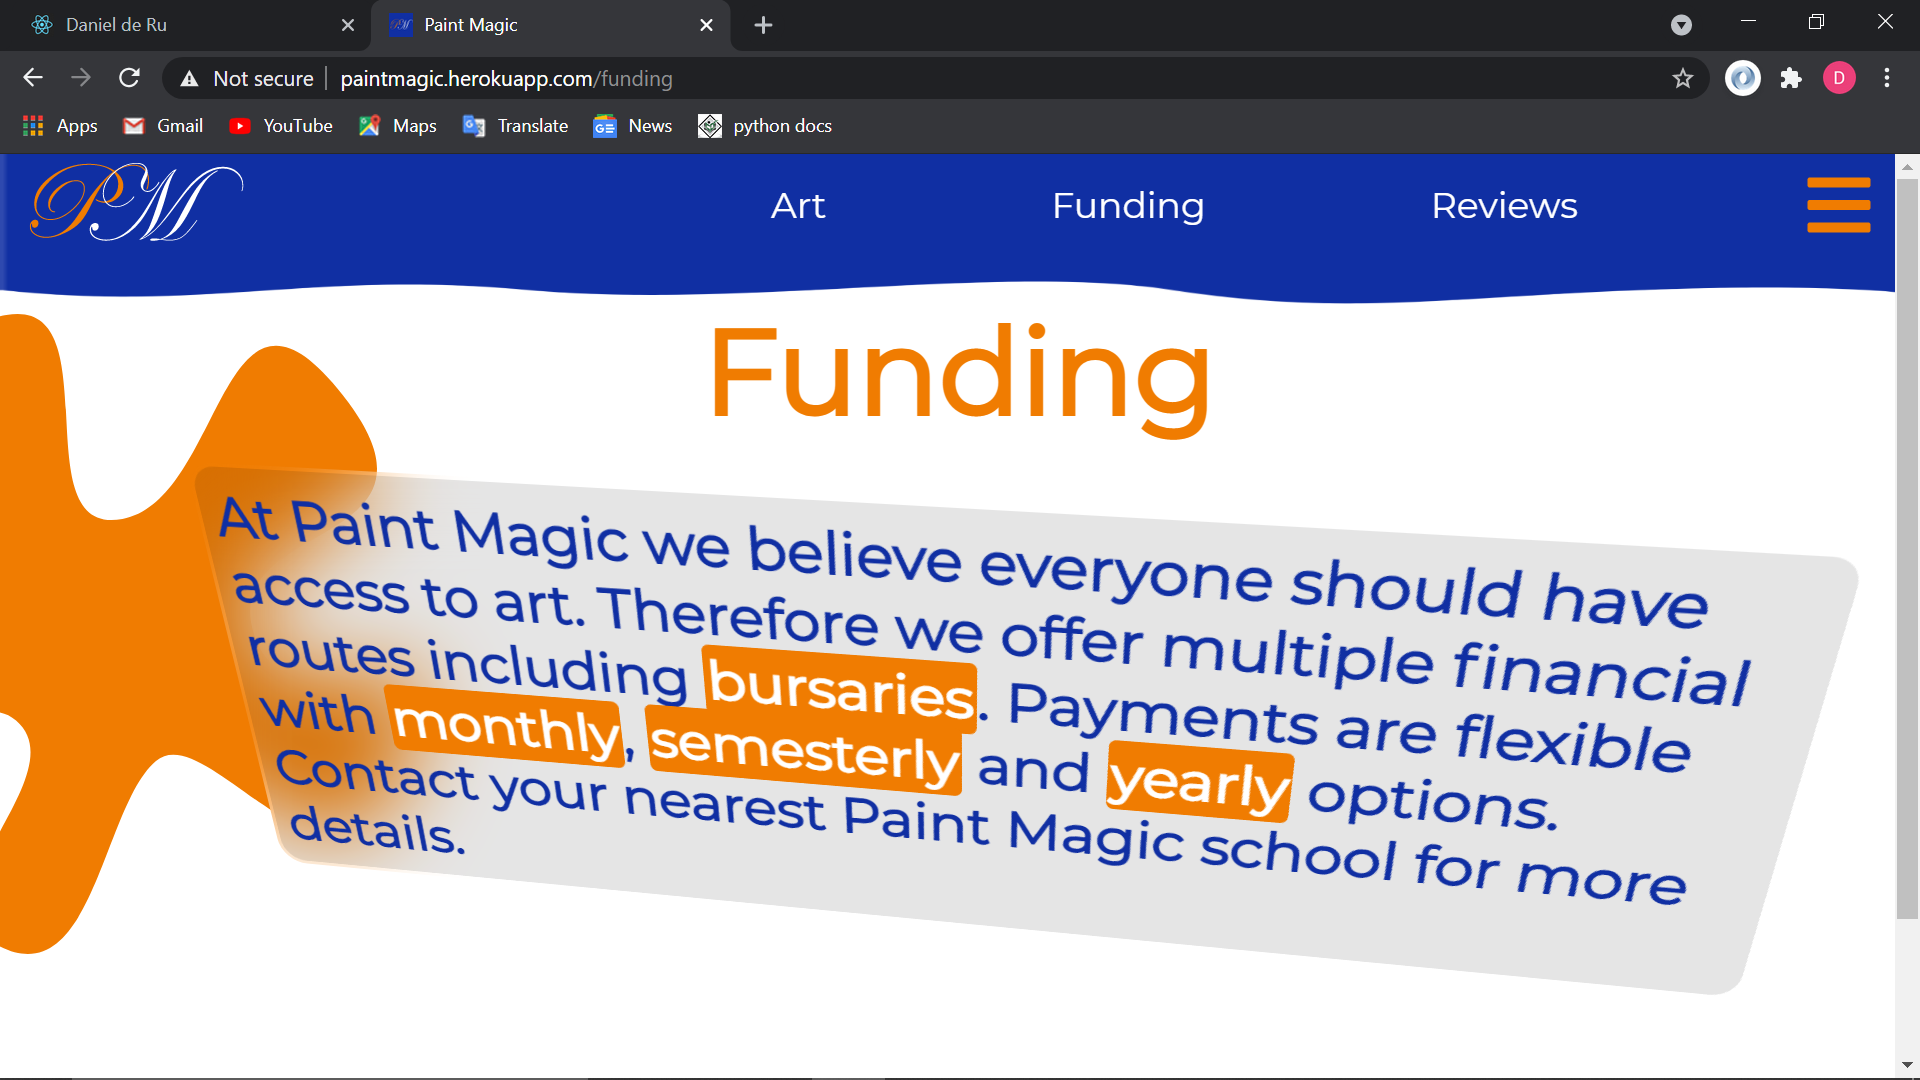 Daniel de Ru
Paint Magic
Not secure paintmagic.herokuapp.com/funding
D
Apps Gmail YouTube Maps Translate News python docs
PM Art Funding Reviews
Funding
At Paint Magic we believe everyone should have
access to art. Therefore we offer multiple financial
routes including bursaries. Payments are flexible
with monthly, semesterly and yearly options.
Contact your nearest Paint Magic school for more
details.